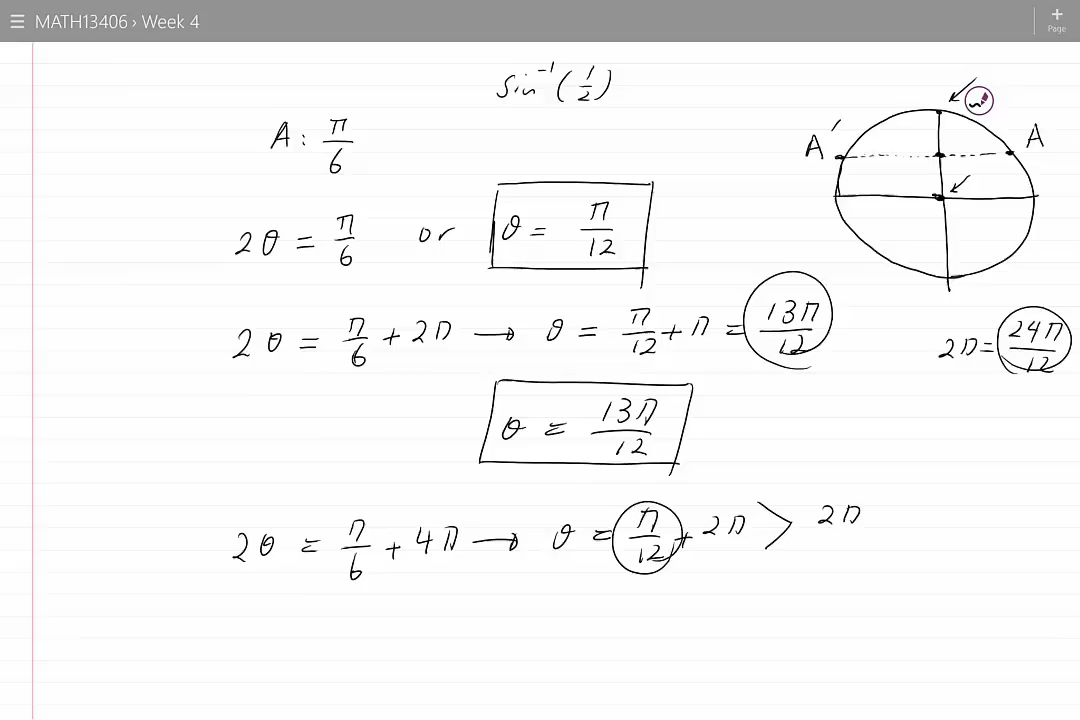 MATH13406 › Week 4
Page
sin⁻¹(1/2)
A: π/6
A' A
2θ = π/6 or θ = π/12
2θ = π/6 + 2π → θ = π/12 + π = 13π/12
2π = 24π/12
θ = 13π/12
2θ = π/6 + 4π → θ = π/12 + 2π > 2π